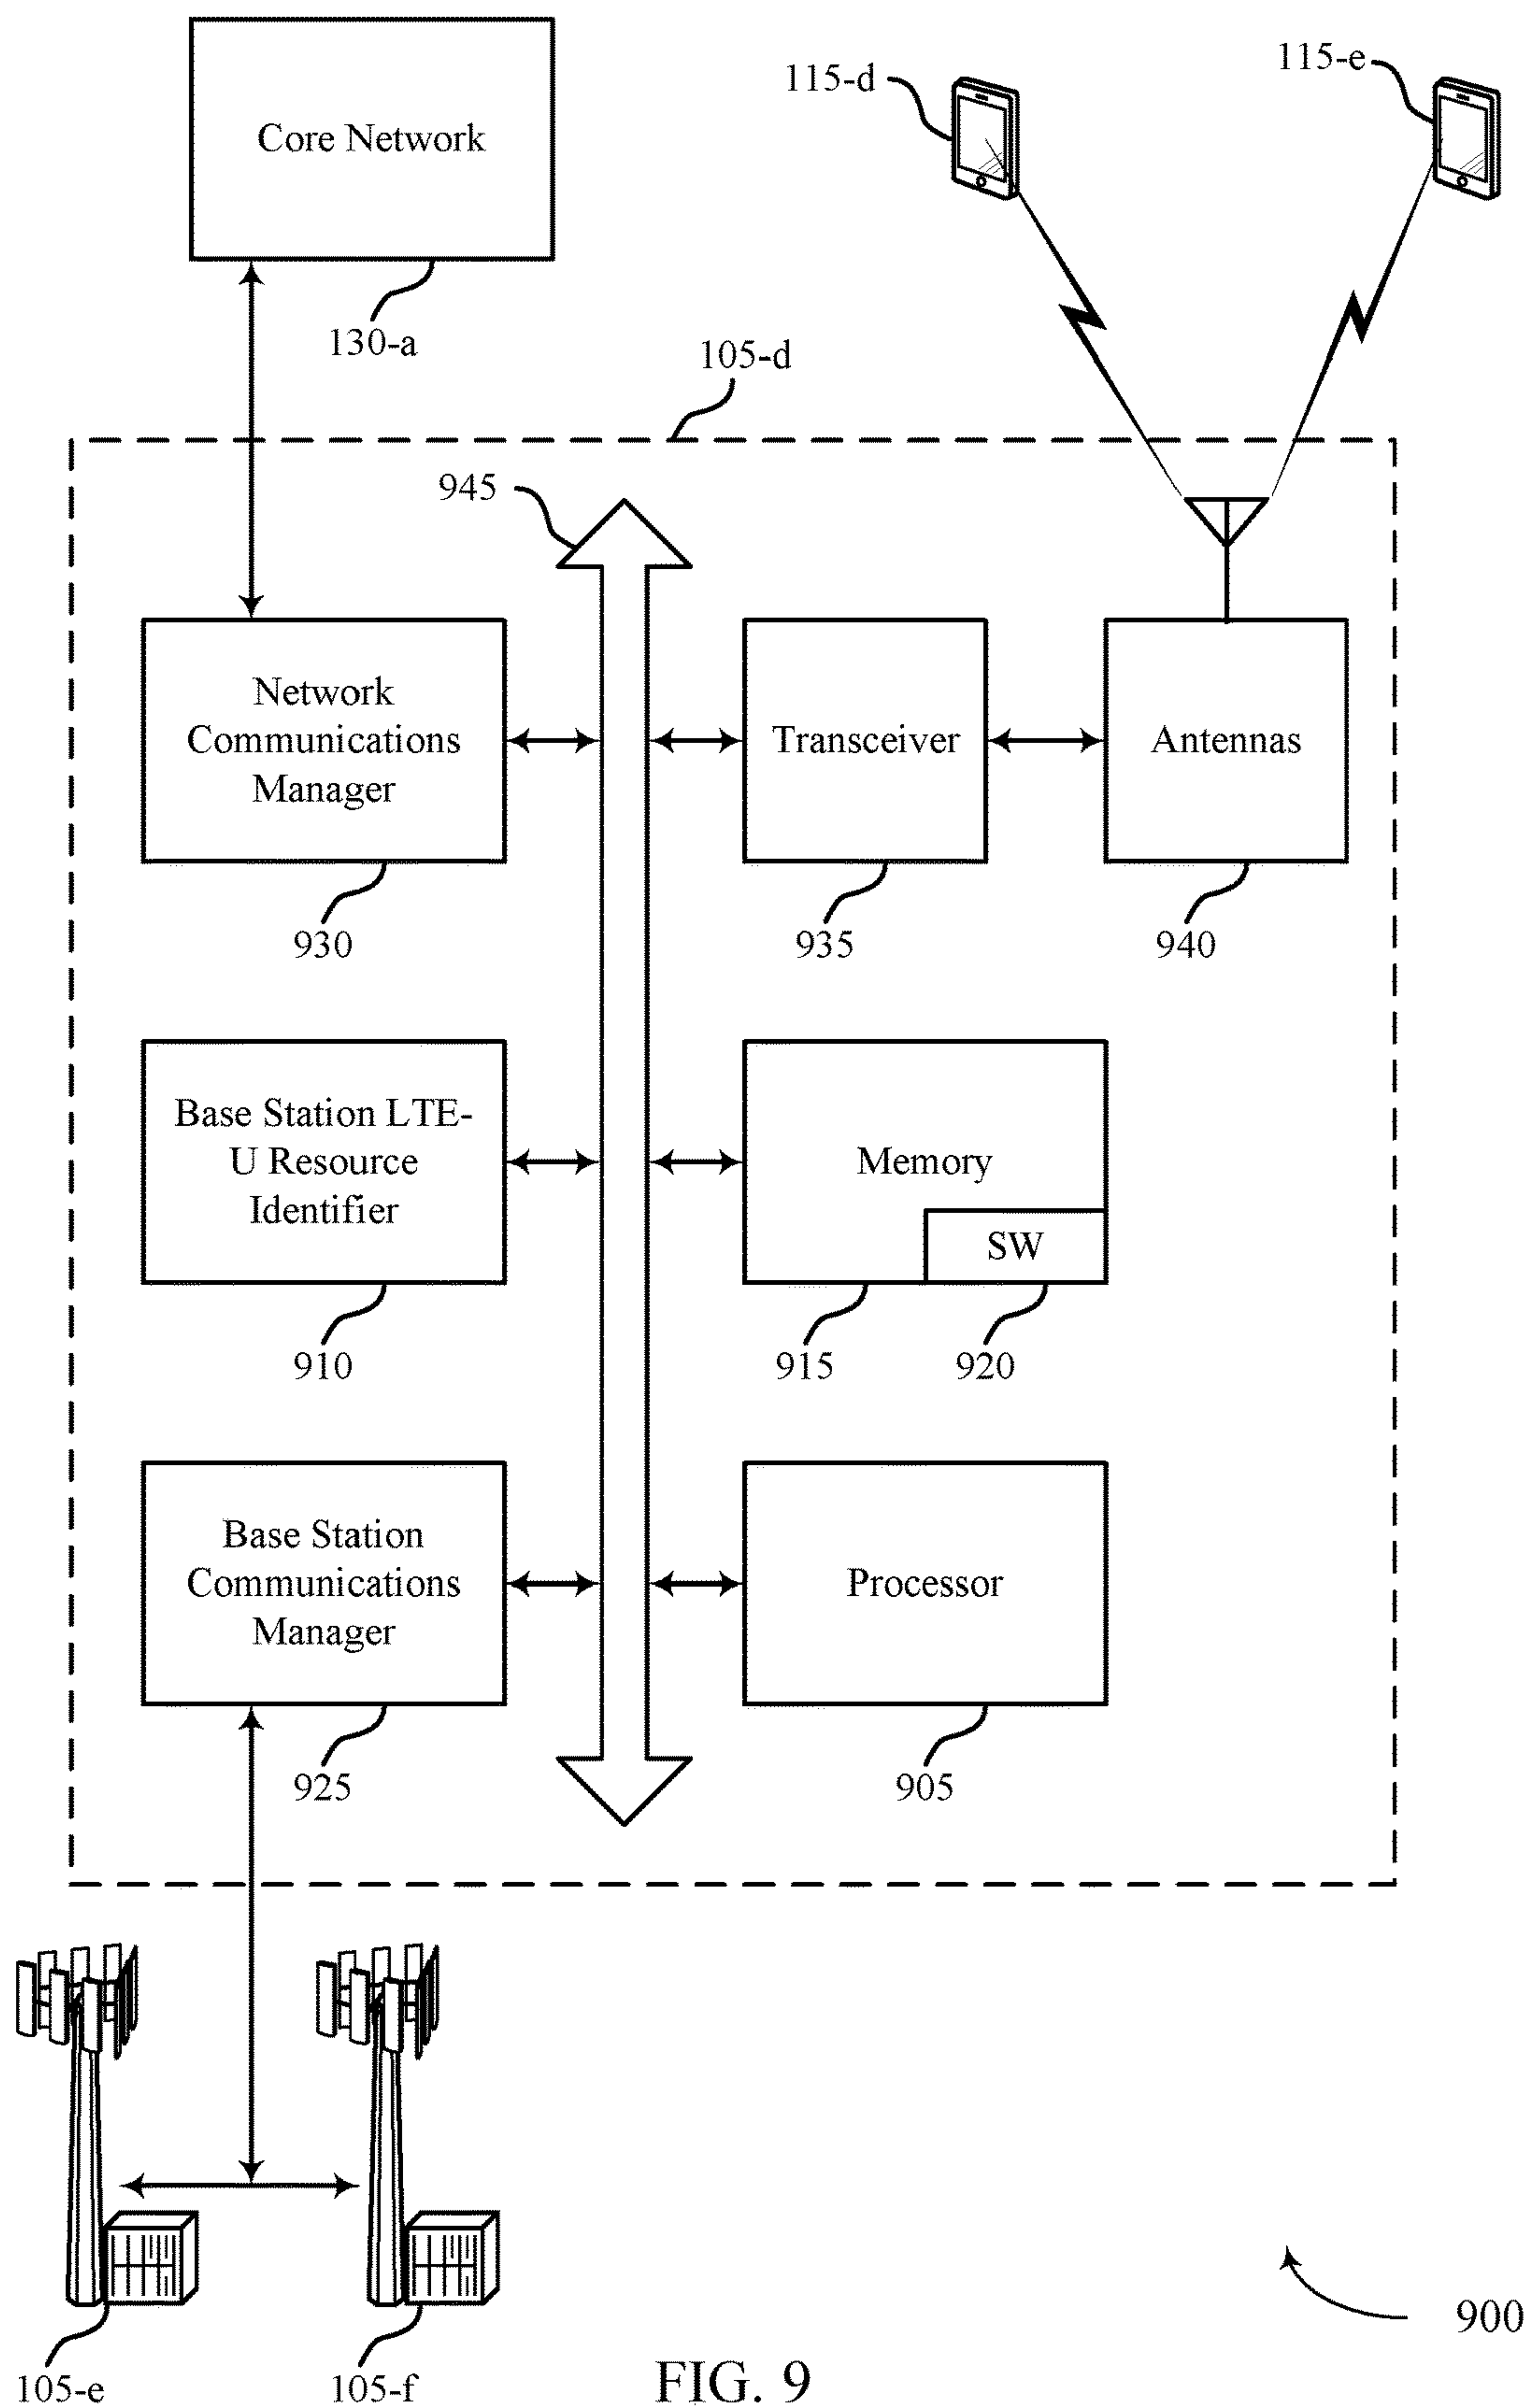 Core Network
130-a
115-d
115-e
105-d
945
Network
Communications
Manager
930
Transceiver
935
Antennas
940
Base Station LTE-
U Resource
Identifier
910
Memory
SW
915
920
Base Station
Communications
Manager
925
Processor
905
105-e
105-f
900
FIG. 9